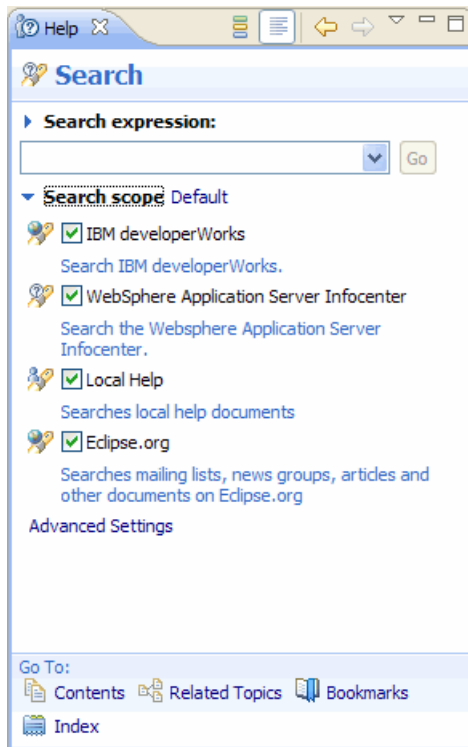 Help
Search
Search expression:
Go
Search scope Default
IBM developerWorks
Search IBM developerWorks.
WebSphere Application Server Infocenter
Search the Websphere Application Server
Infocenter.
Local Help
Searches local help documents
Eclipse.org
Searches mailing lists, news groups, articles and
other documents on Eclipse.org
Advanced Settings
Go To:
Contents Related Topics Bookmarks
Index